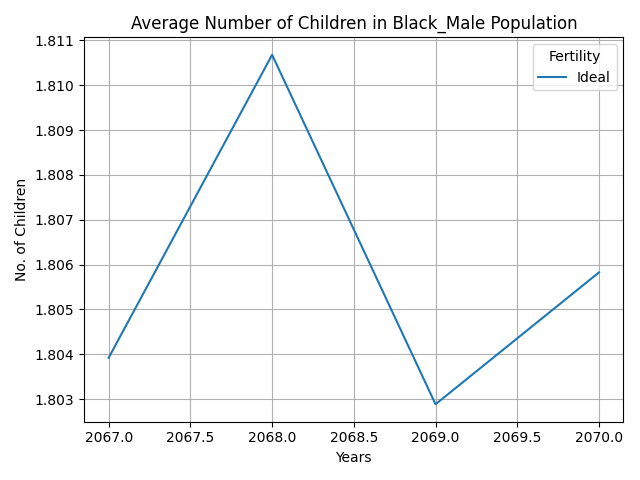 Average Number of Children in Black_Male Population
Fertility
Ideal
1.811
1.810
1.809
1.808
1.807
1.806
1.805
1.804
1.803
No. of Children
2067.0 2067.5 2068.0 2068.5 2069.0 2069.5 2070.0
Years